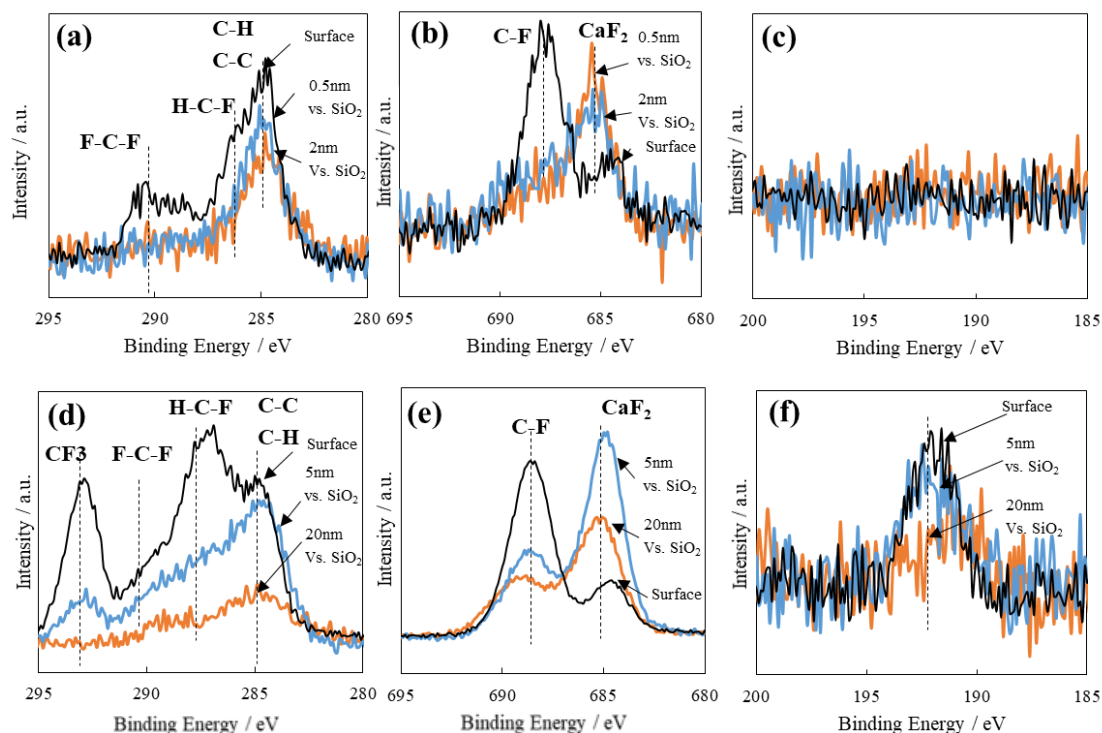 (a)
C-H
C-C
Surface
H-C-F
0.5nm
vs. SiO2
F-C-F
2nm
Vs. SiO2
Intensity / a.u.
295
290
285
280
Binding Energy / eV
(b)
C-F
CaF2
0.5nm
vs. SiO2
2nm
Vs. SiO2
Surface
Intensity / a.u.
695
690
685
680
Binding Energy / eV
(c)
Intensity / a.u.
200
195
190
185
Binding Energy / eV
(d)
H-C-F
C-C
C-H
Surface
CF3
F-C-F
5nm
vs. SiO2
20nm
Vs. SiO2
Intensity / a.u.
295
290
285
280
Binding Energy / eV
(e)
CaF2
C-F
5nm
vs. SiO2
20nm
Vs. SiO2
Surface
Intensity / a.u.
695
690
685
680
Binding Energy / eV
(f)
Surface
5nm
vs. SiO2
20nm
Vs. SiO2
Intensity / a.u.
200
195
190
185
Binding Energy / eV